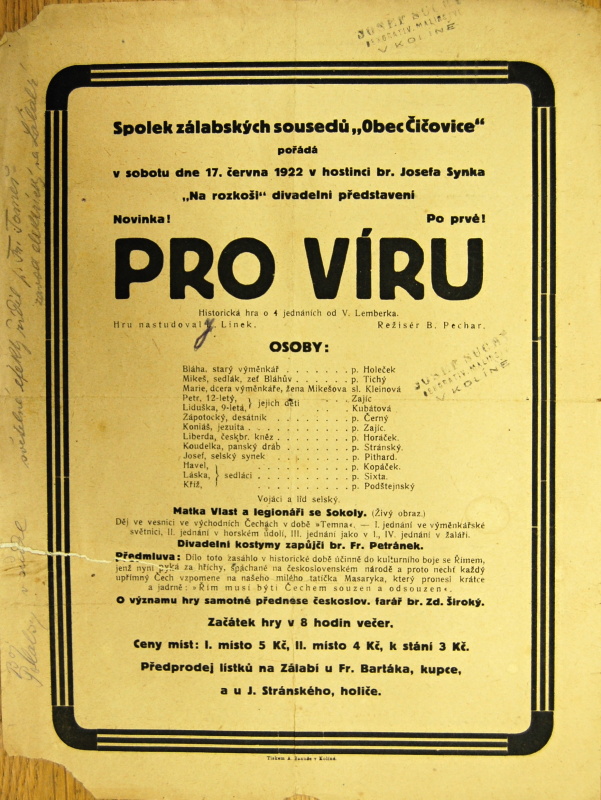 JOSEF SUCHÝ
V KOLÍNĚ
Spolek zálabských sousedů „Obec Čičovice“
pořádá
v sobotu dne 17. června 1922 v hostinci br. Josefa Synka
„Na rozkoši“ divadelní představení
Novinka! Po prvé!
PRO VÍRU
Historická hra o 4 jednáních od V. Lemberka.
Hru nastudoval J. Línek. Režisér B. Pechar.
OSOBY:
Bláha, starý výměnkář . . . . . . . p. Holeček
Mikeš, sedlák, zeť Bláhův . . . . . . p. Tichý
Marie, dcera výměnkáře, žena Mikešova sl. Kleinová
Petr, 12-letý, } jejich děti . . . Zajíc
Liduška, 9-letá, Kubátová
Zápotocký, desátník . . . . . . . . p. Černý
Koniáš, jezuita . . . . . . . . . p. Zajíc.
Liberda, českobr. kněz . . . . . . . p. Horáček.
Koudelka, panský dráb . . . . . . . p. Stránský.
Josef, selský synek . . . . . . . . p. Pithard.
Havel, . . . . . . . . p. Kopáček.
Láska, } sedláci . . . . . . p. Sixta.
Kříž, . . . . . . . . p. Podštejnský
Vojáci a lid selský.
Matka Vlast a legionáři se Sokoly. (Živý obraz.)
Děj ve vesnici ve východních Čechách v době »Temna«. — I. jednání ve výměnkářské
světnici, II. jednání v horském údolí, III. jednání jako v I., IV. jednání v žaláři.
Divadelní kostymy zapůjčí br. Fr. Petránek.
Předmluva: Dílo toto zasáhlo v historické době účinně do kulturního boje se Římem,
jenž nyní pyká za hříchy, spáchané na československém národě a proto nechť každý
upřímný Čech vzpomene na našeho milého tatíčka Masaryka, který pronesl krátce
a jadrně: »Řím musí býti Čechem souzen a odsouzen«.
O významu hry samotné přednese českoslov. farář br. Zd. Široký.
Začátek hry v 8 hodin večer.
Ceny míst: I. místo 5 Kč, II. místo 4 Kč, k stání 3 Kč.
Předprodej lístků na Zálabí u Fr. Bartáka, kupce,
a u J. Stránského, holiče.
JOSEF SUCHÝ
V KOLÍNĚ